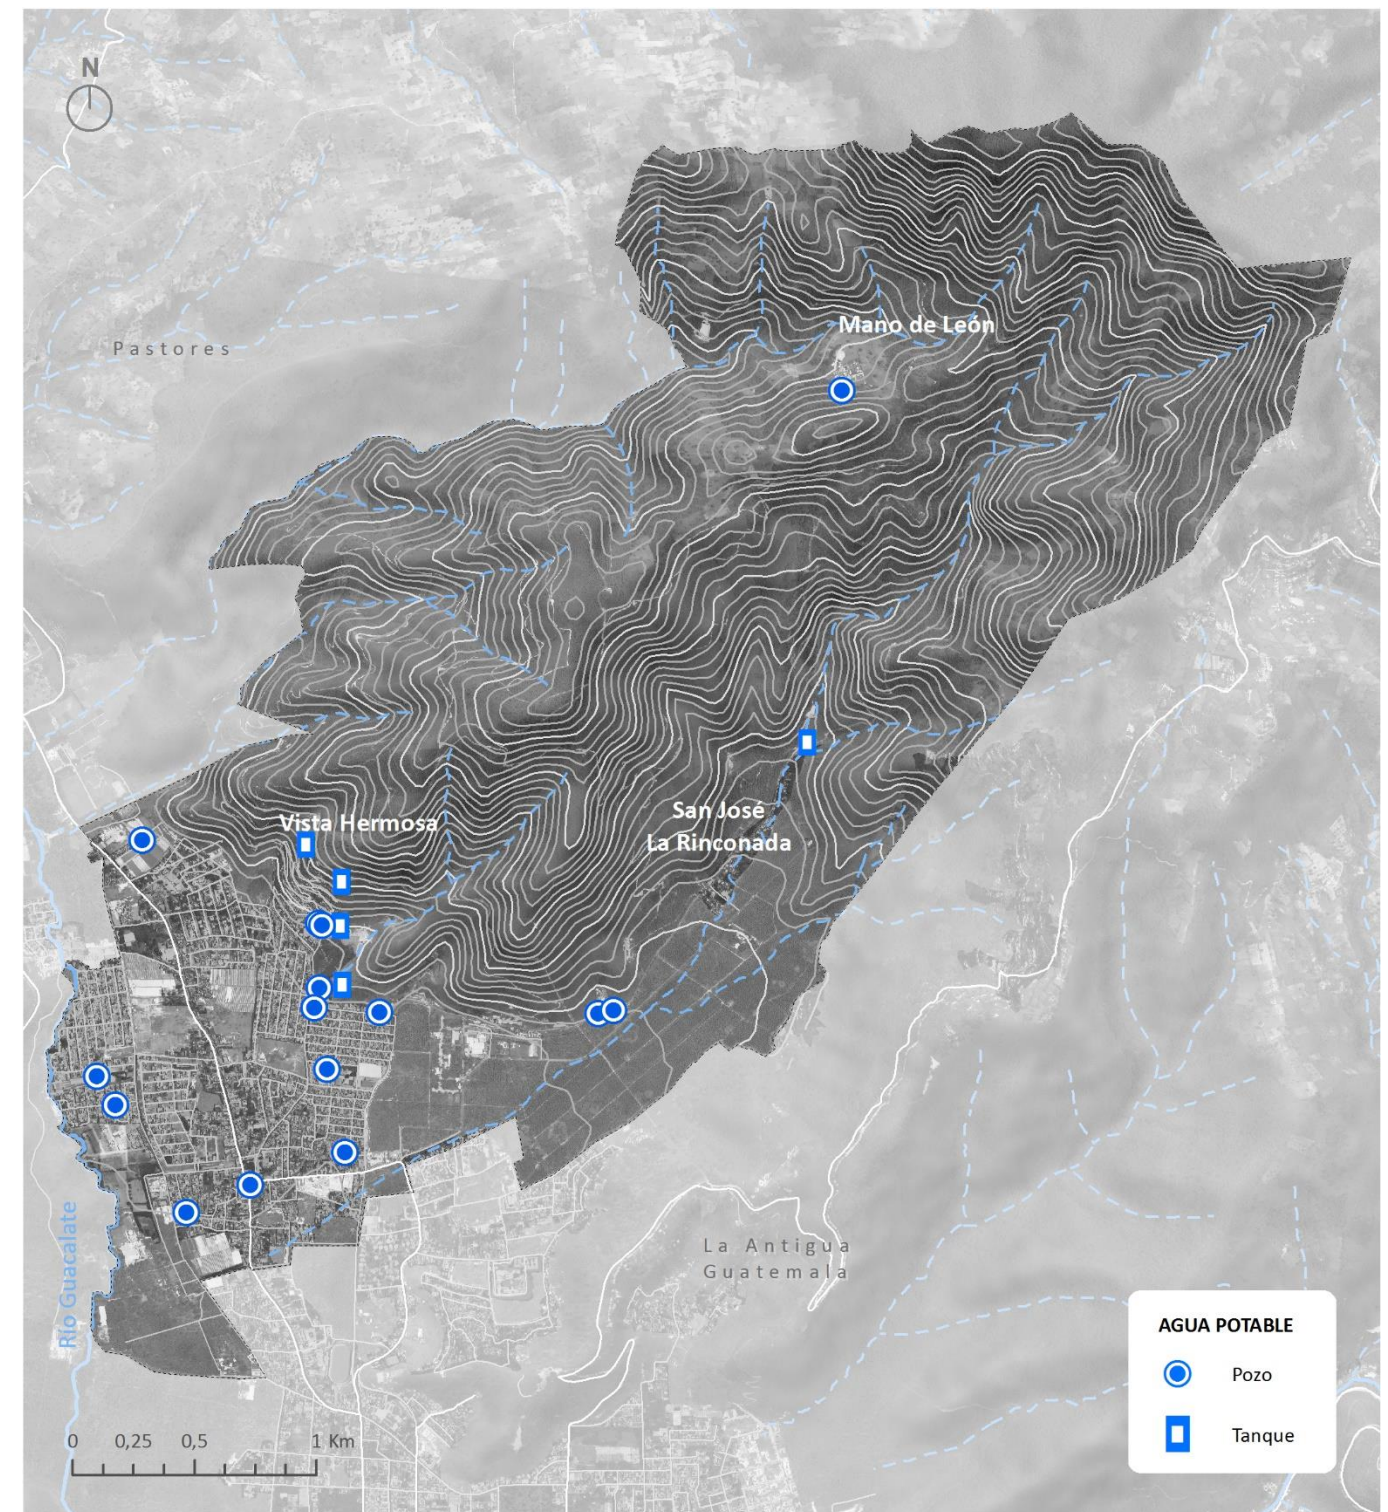 N
Mano de León
Pastores
Vista Hermosa
San José
La Rinconada
Río Guacalate
La Antigua
Guatemala
AGUA POTABLE
Pozo
Tanque
0 0,25 0,5 1 Km